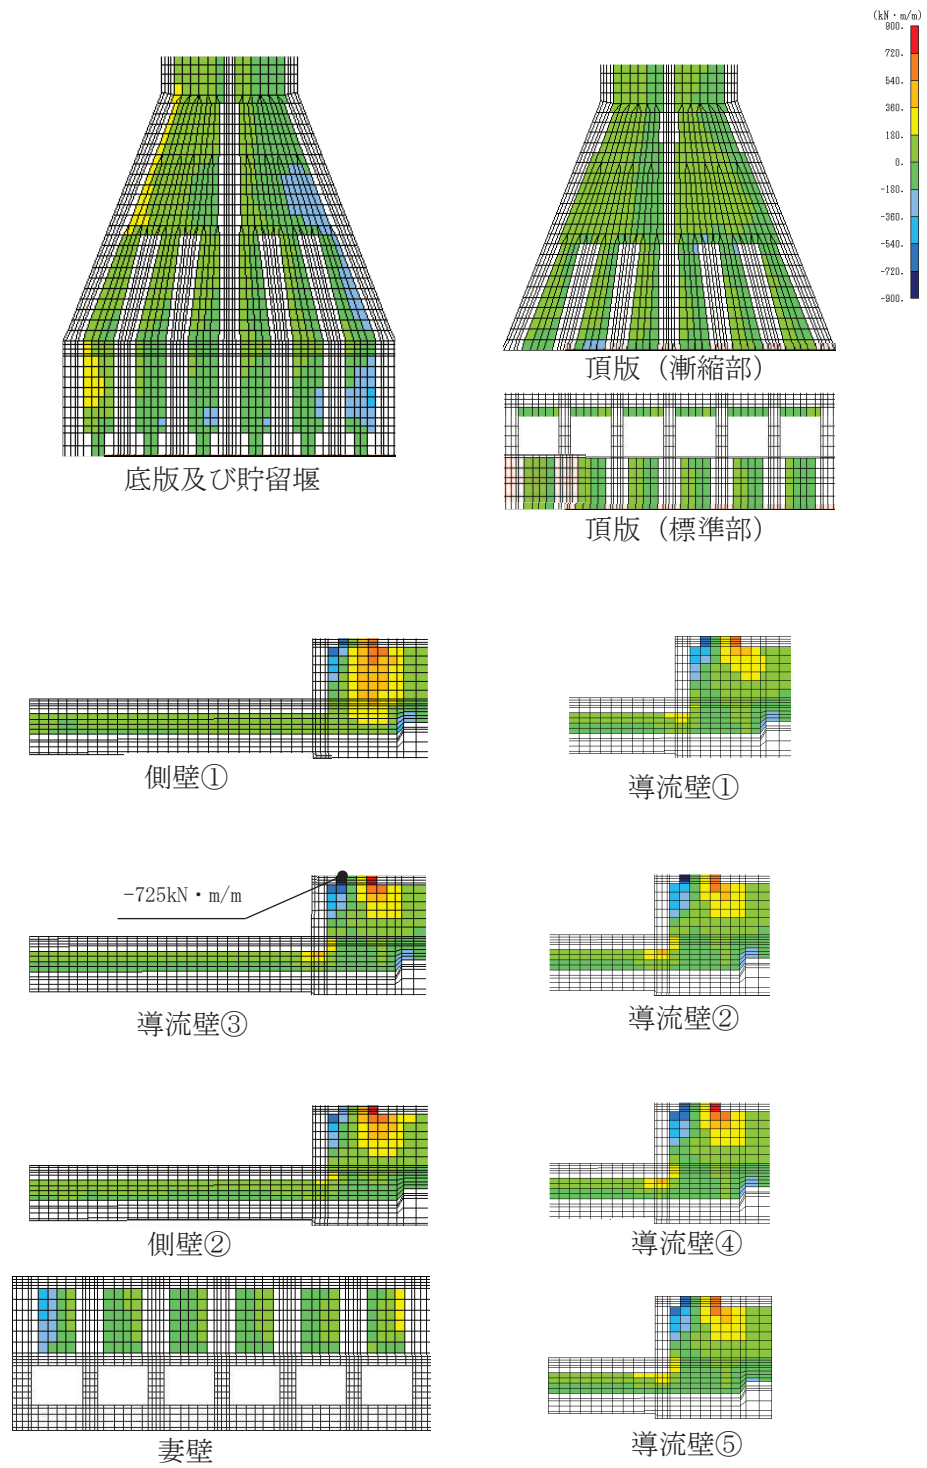 (kN・m/m)
900.
720.
540.
360.
180.
0.
-180.
-360.
-540.
-720.
-900.
底版及び貯留堰
頂版（漸縮部）
頂版（標準部）
側壁①
導流壁①
-725kN・m/m
導流壁③
導流壁②
側壁②
導流壁④
妻壁
導流壁⑤